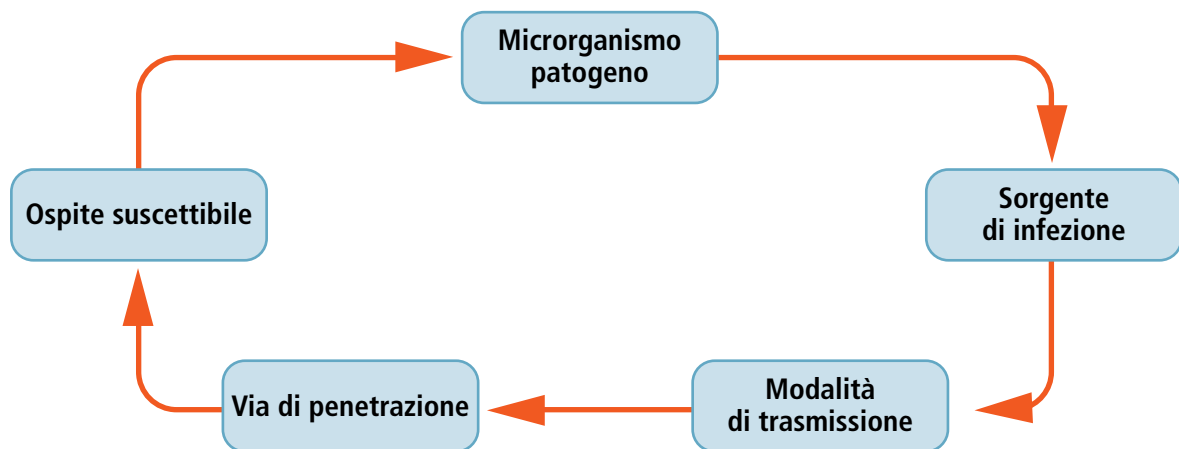 Microrganismo
patogeno
Sorgente
di infezione
Modalità
di trasmissione
Via di penetrazione
Ospite suscettibile